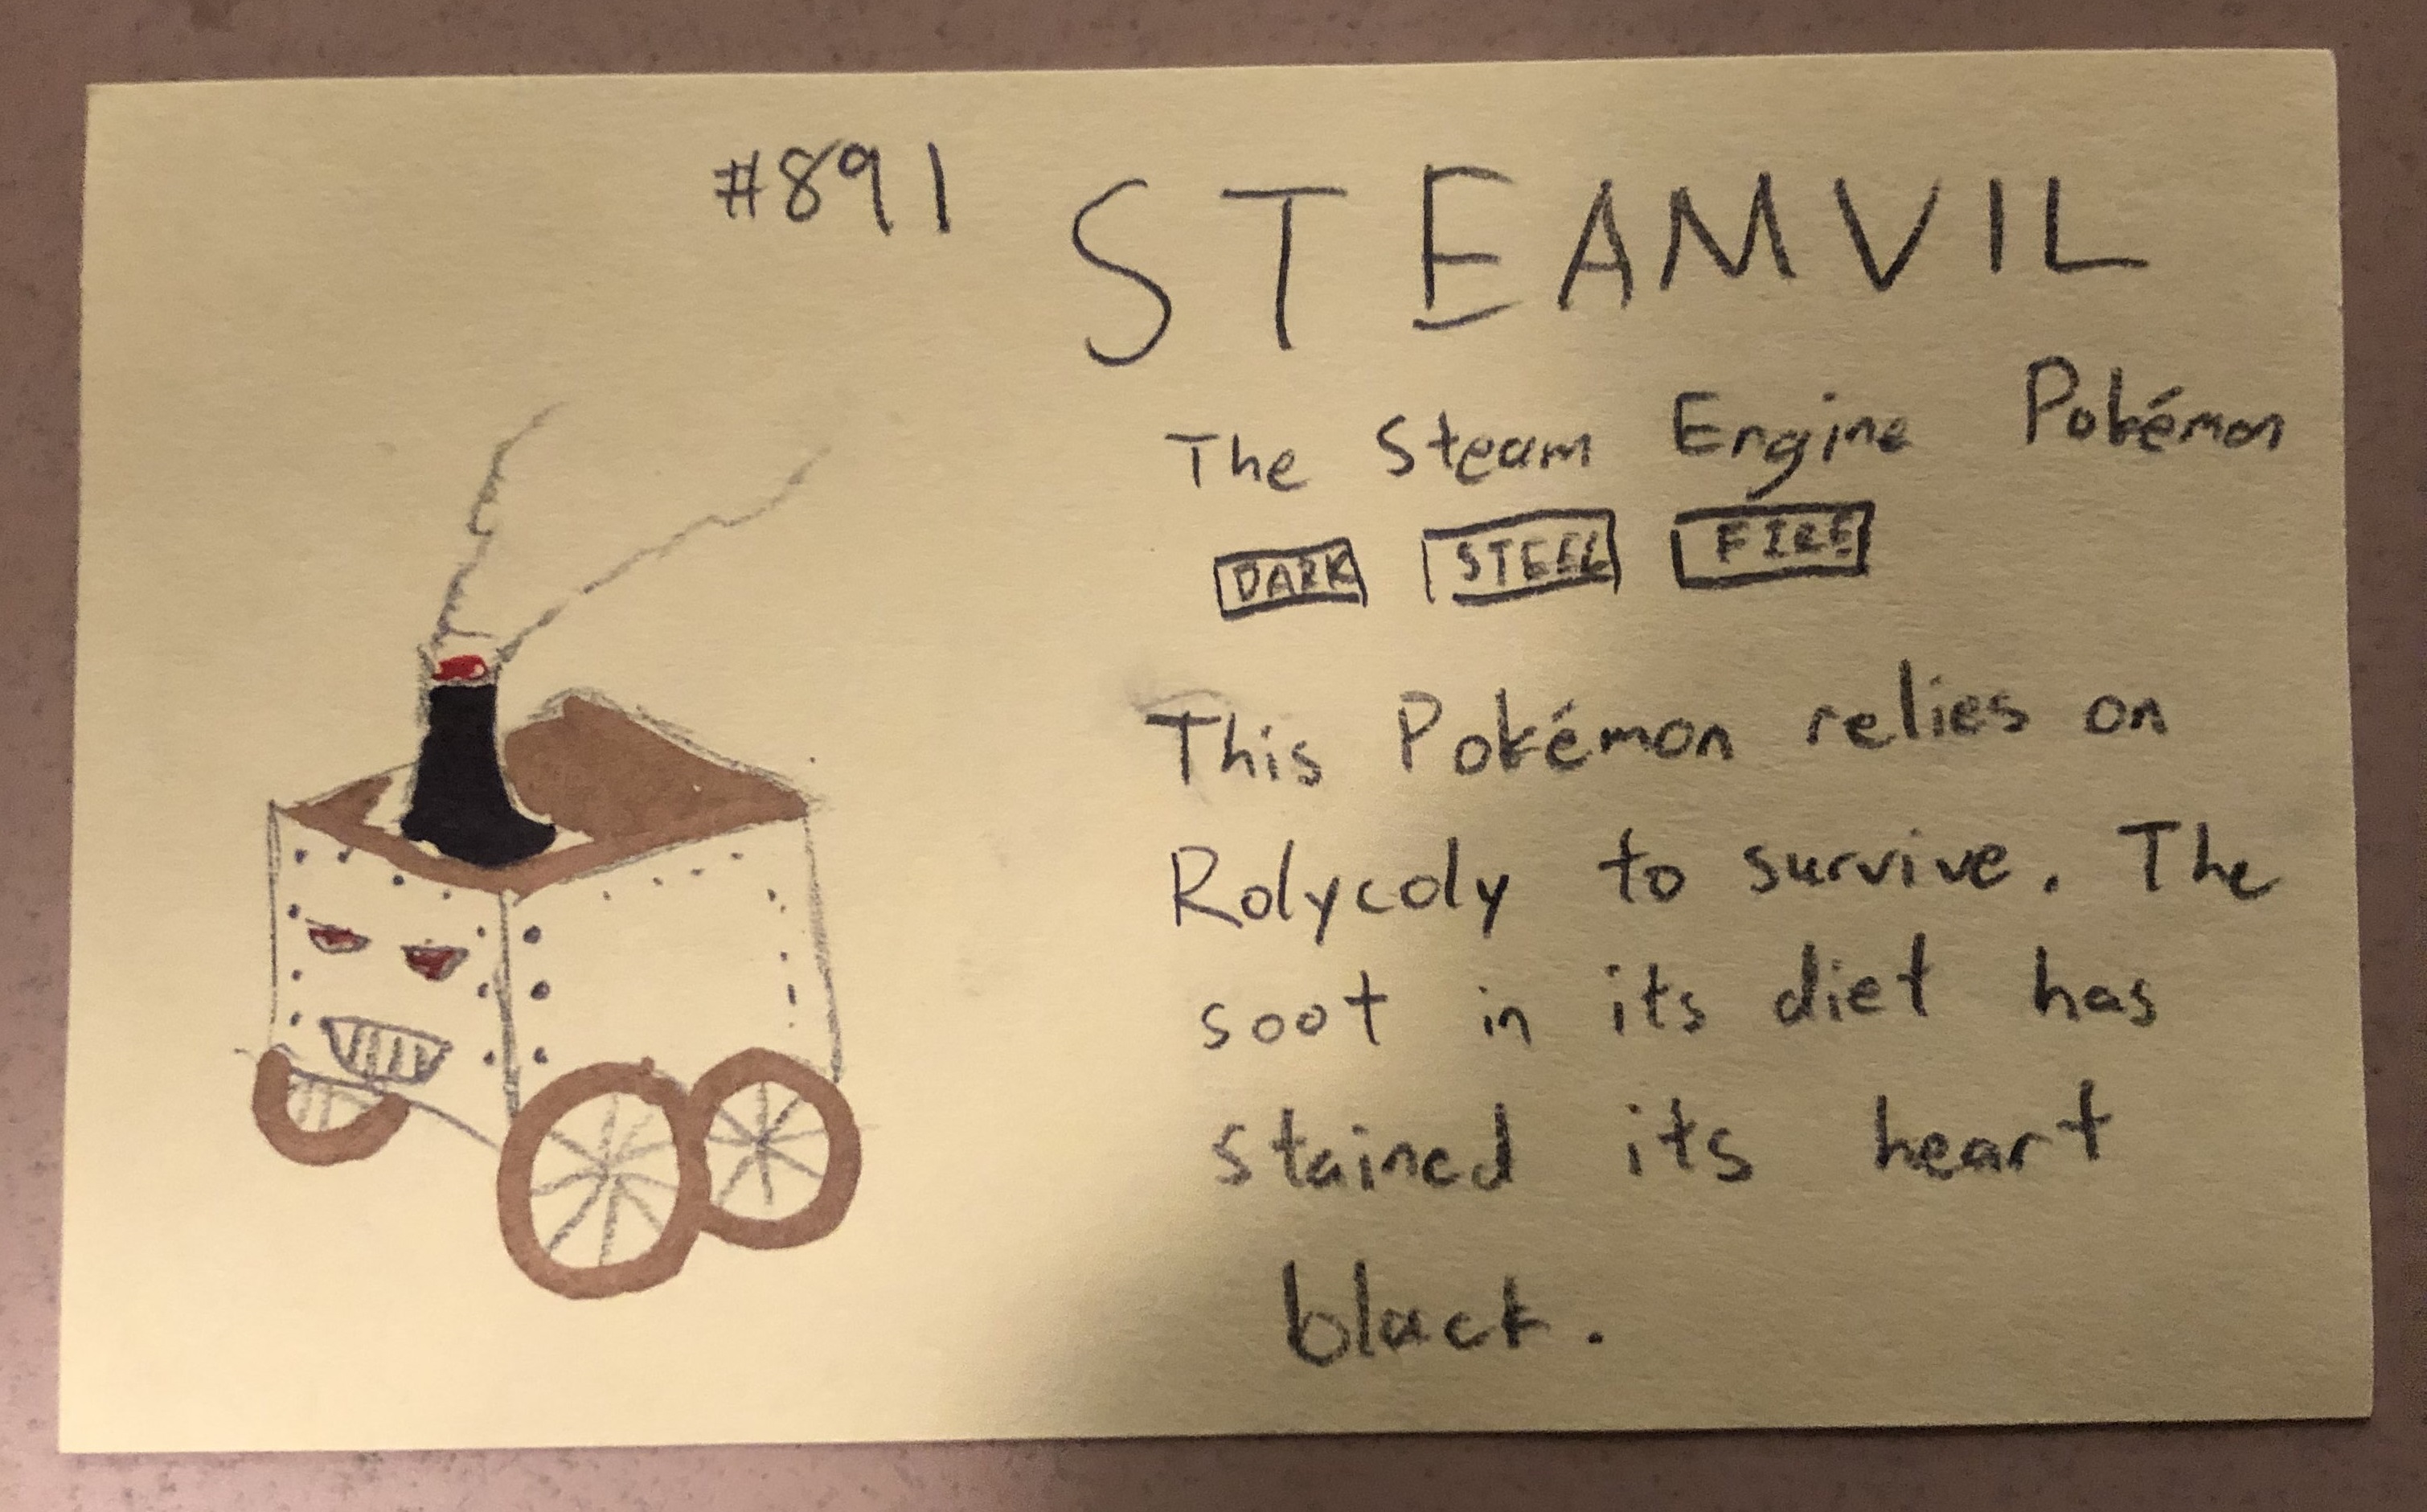 #891 STEAMVIL
The Steam Engine Pokémon
DARK STEEL FIRE
This Pokémon relies on
Rolycoly to survive. The
soot in its diet has
stained its heart
black.